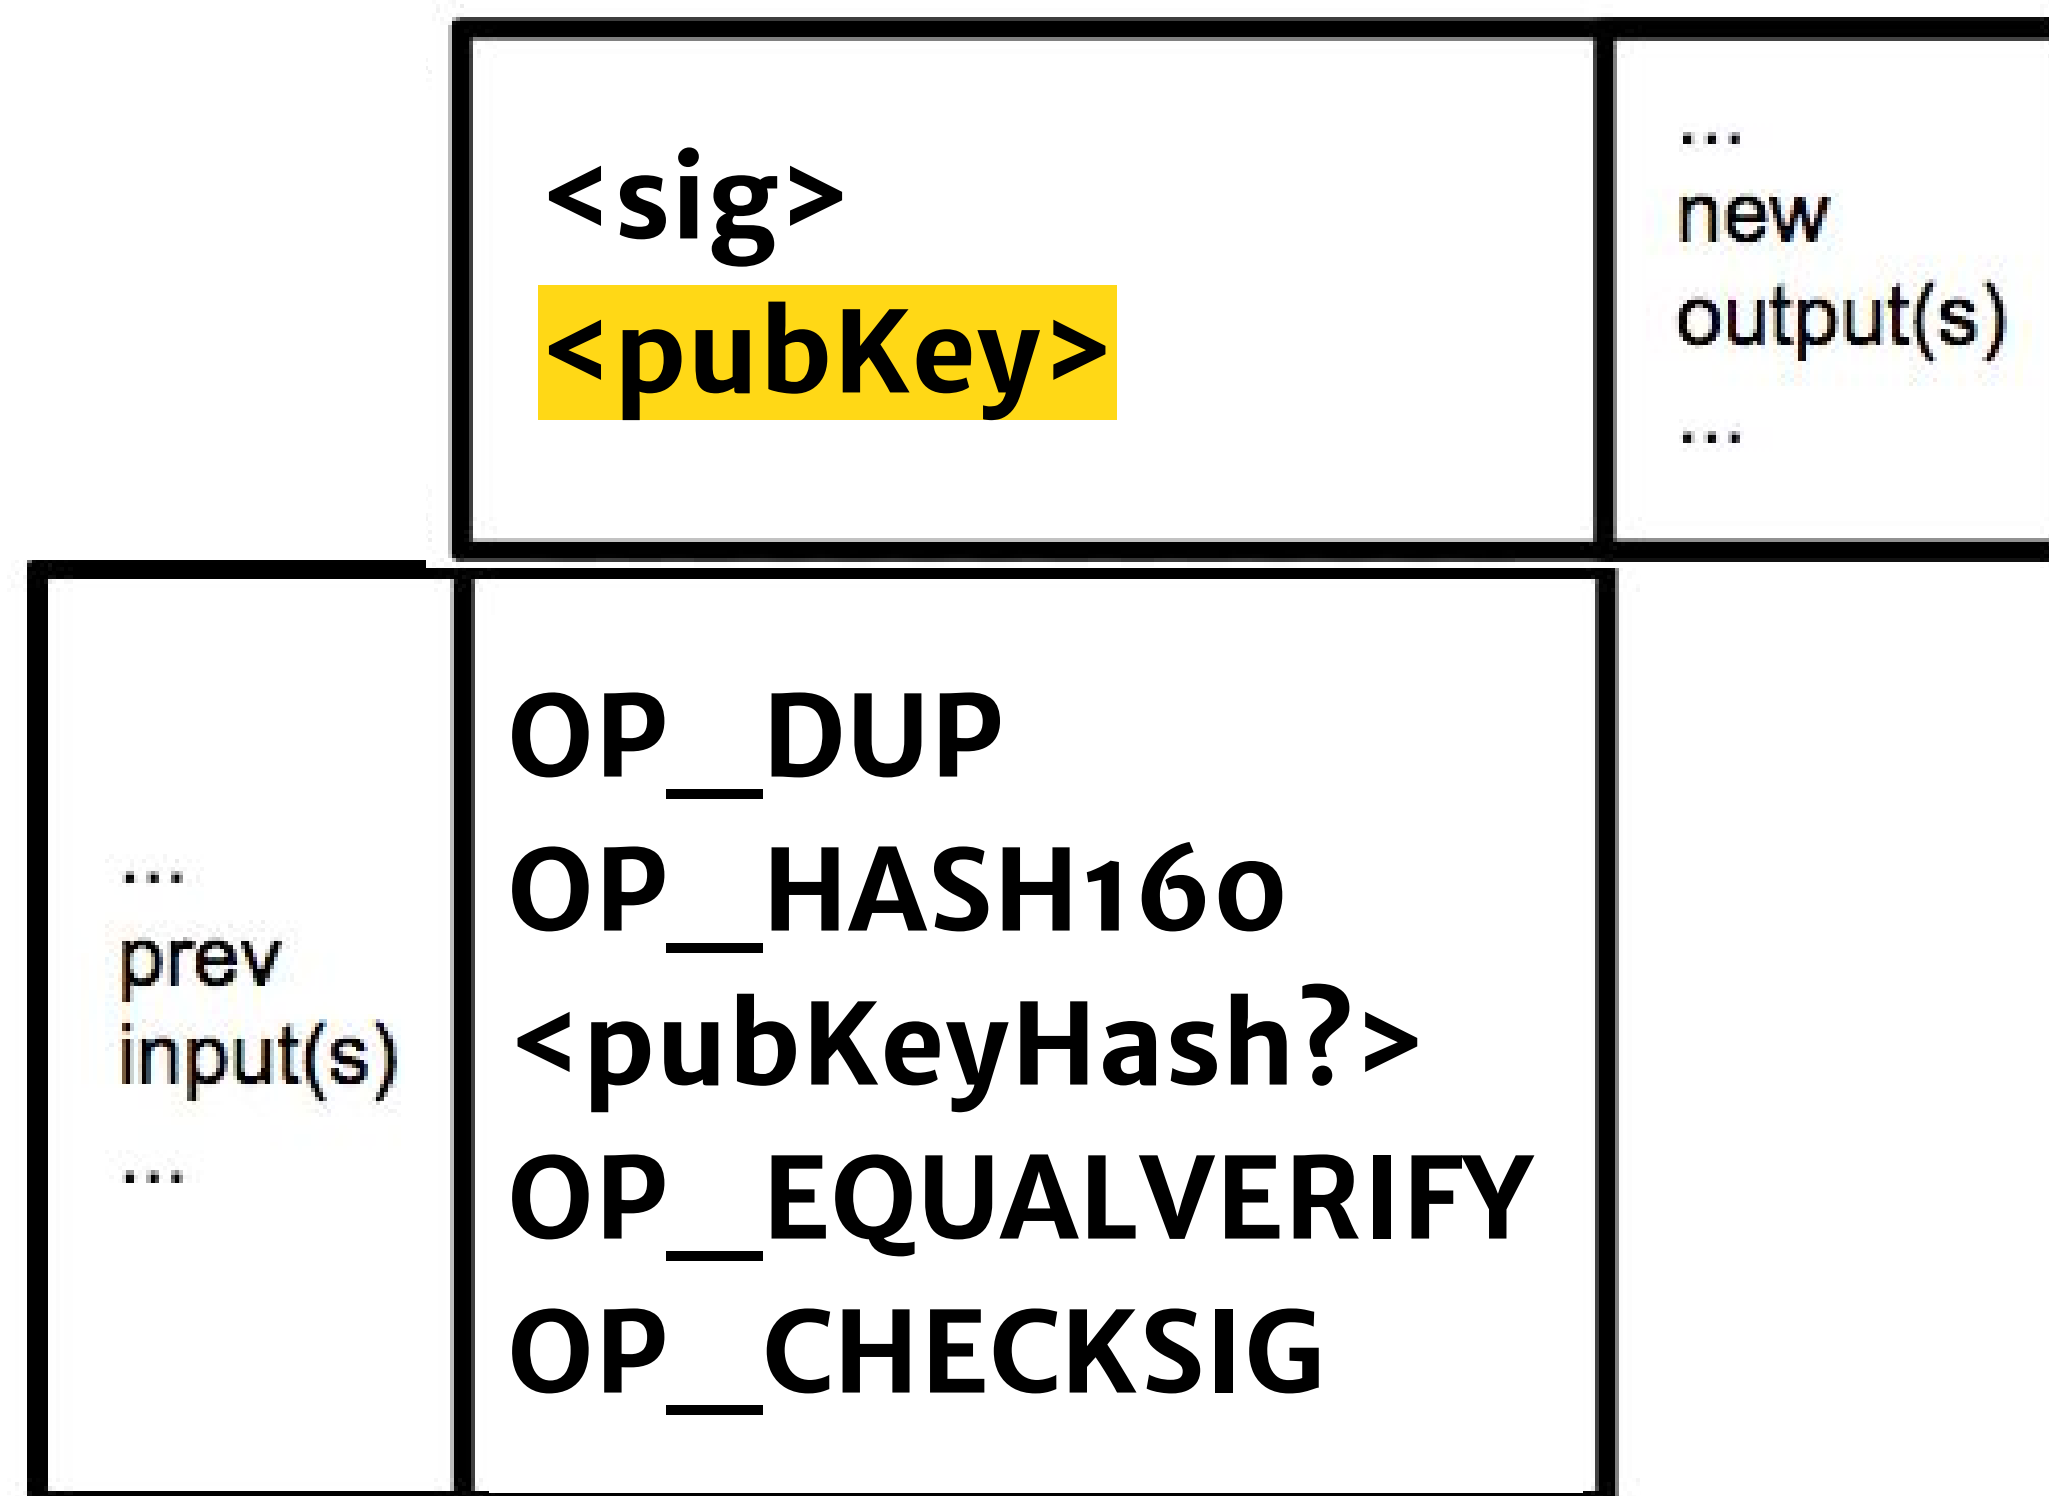 <sig>
<pubKey>
...
new
output(s)
...
...
prev
input(s)
...
OP_DUP
OP_HASH160
<pubKeyHash?>
OP_EQUALVERIFY
OP_CHECKSIG